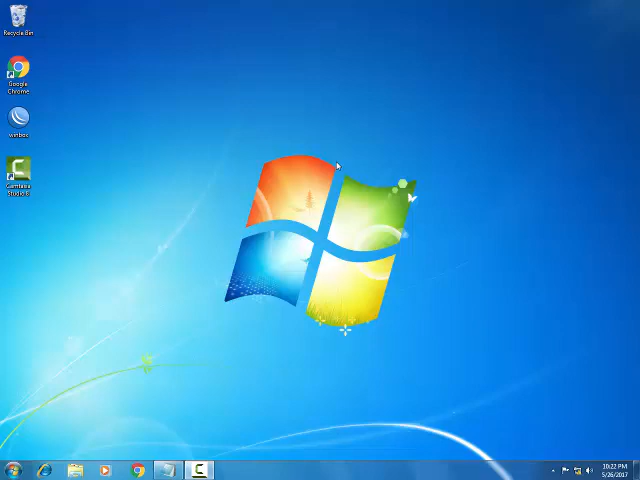 Recycle Bin
Google
Chrome
winbox
Camtasia
Studio 8
10:22 PM
5/26/2017